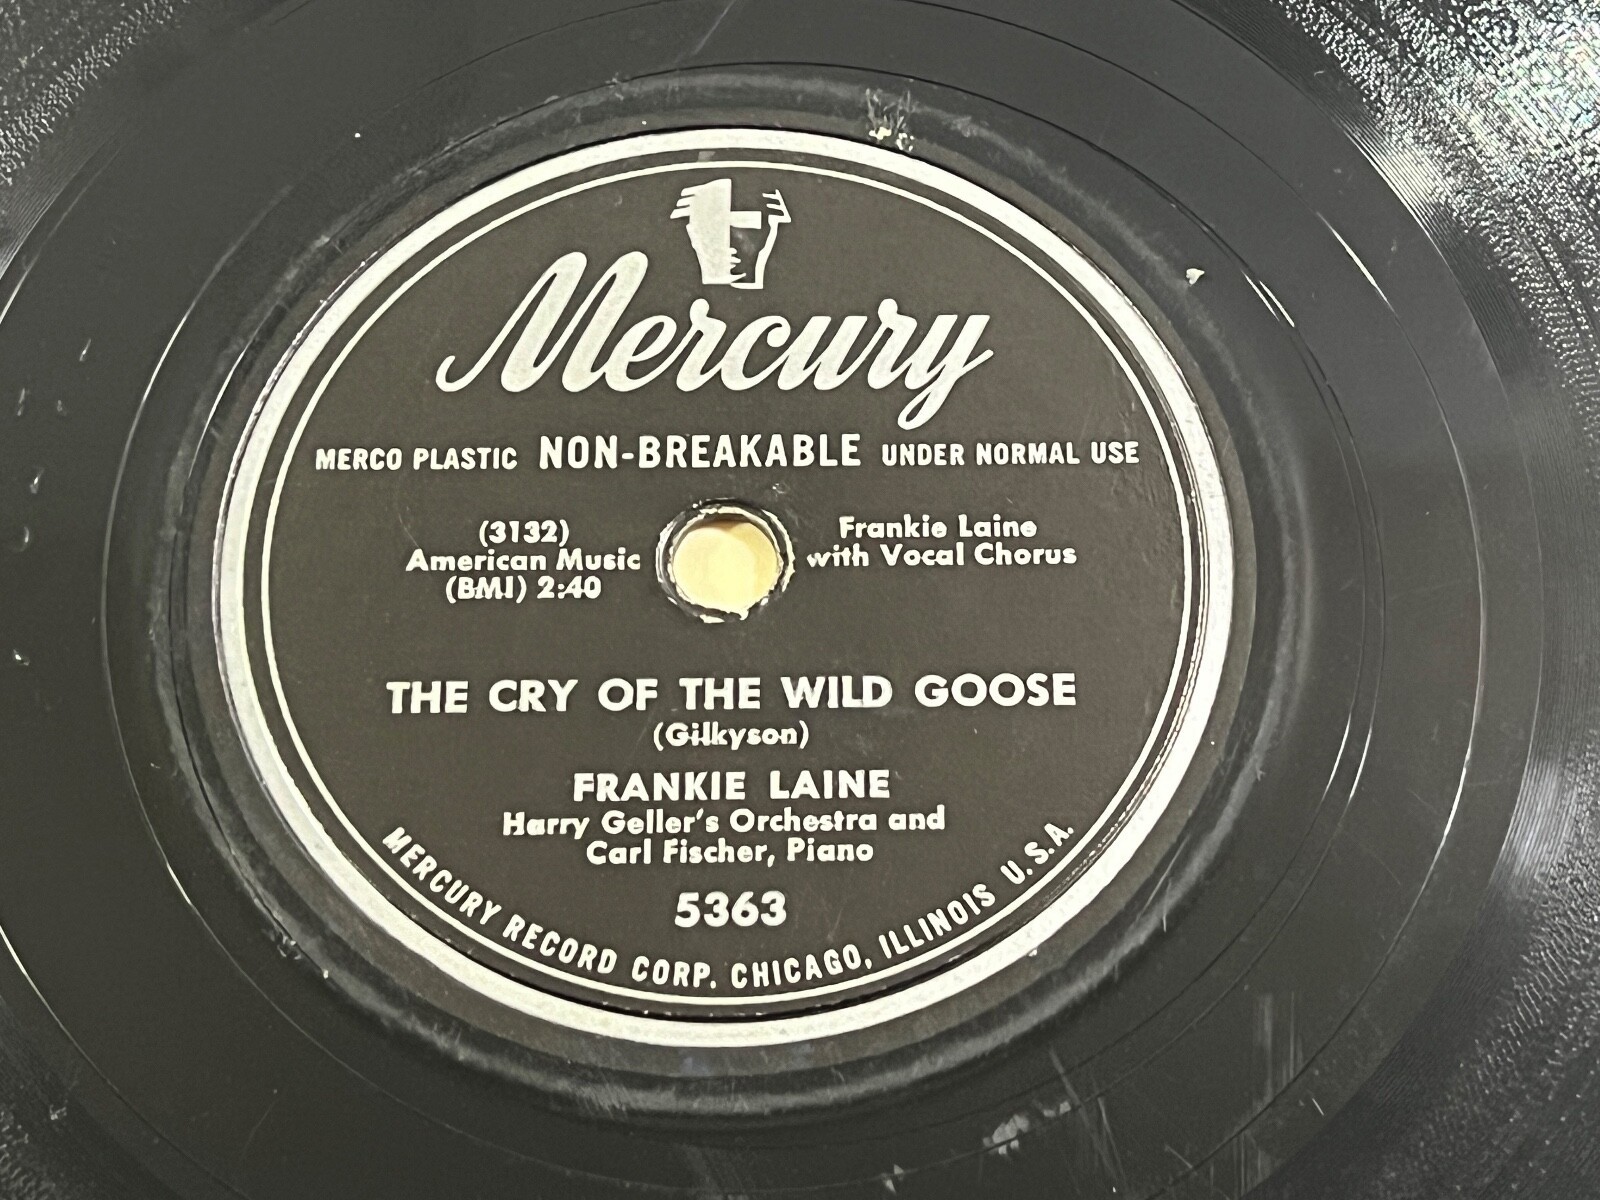 Mercury
MERCO PLASTIC NON-BREAKABLE UNDER NORMAL USE
(3132)
American Music
(BMI) 2:40
Frankie Laine
with Vocal Chorus
THE CRY OF THE WILD GOOSE
(Gilkyson)
FRANKIE LAINE
Harry Geller's Orchestra and
Carl Fischer, Piano
5363
MERCURY RECORD CORP. CHICAGO, ILLINOIS U.S.A.